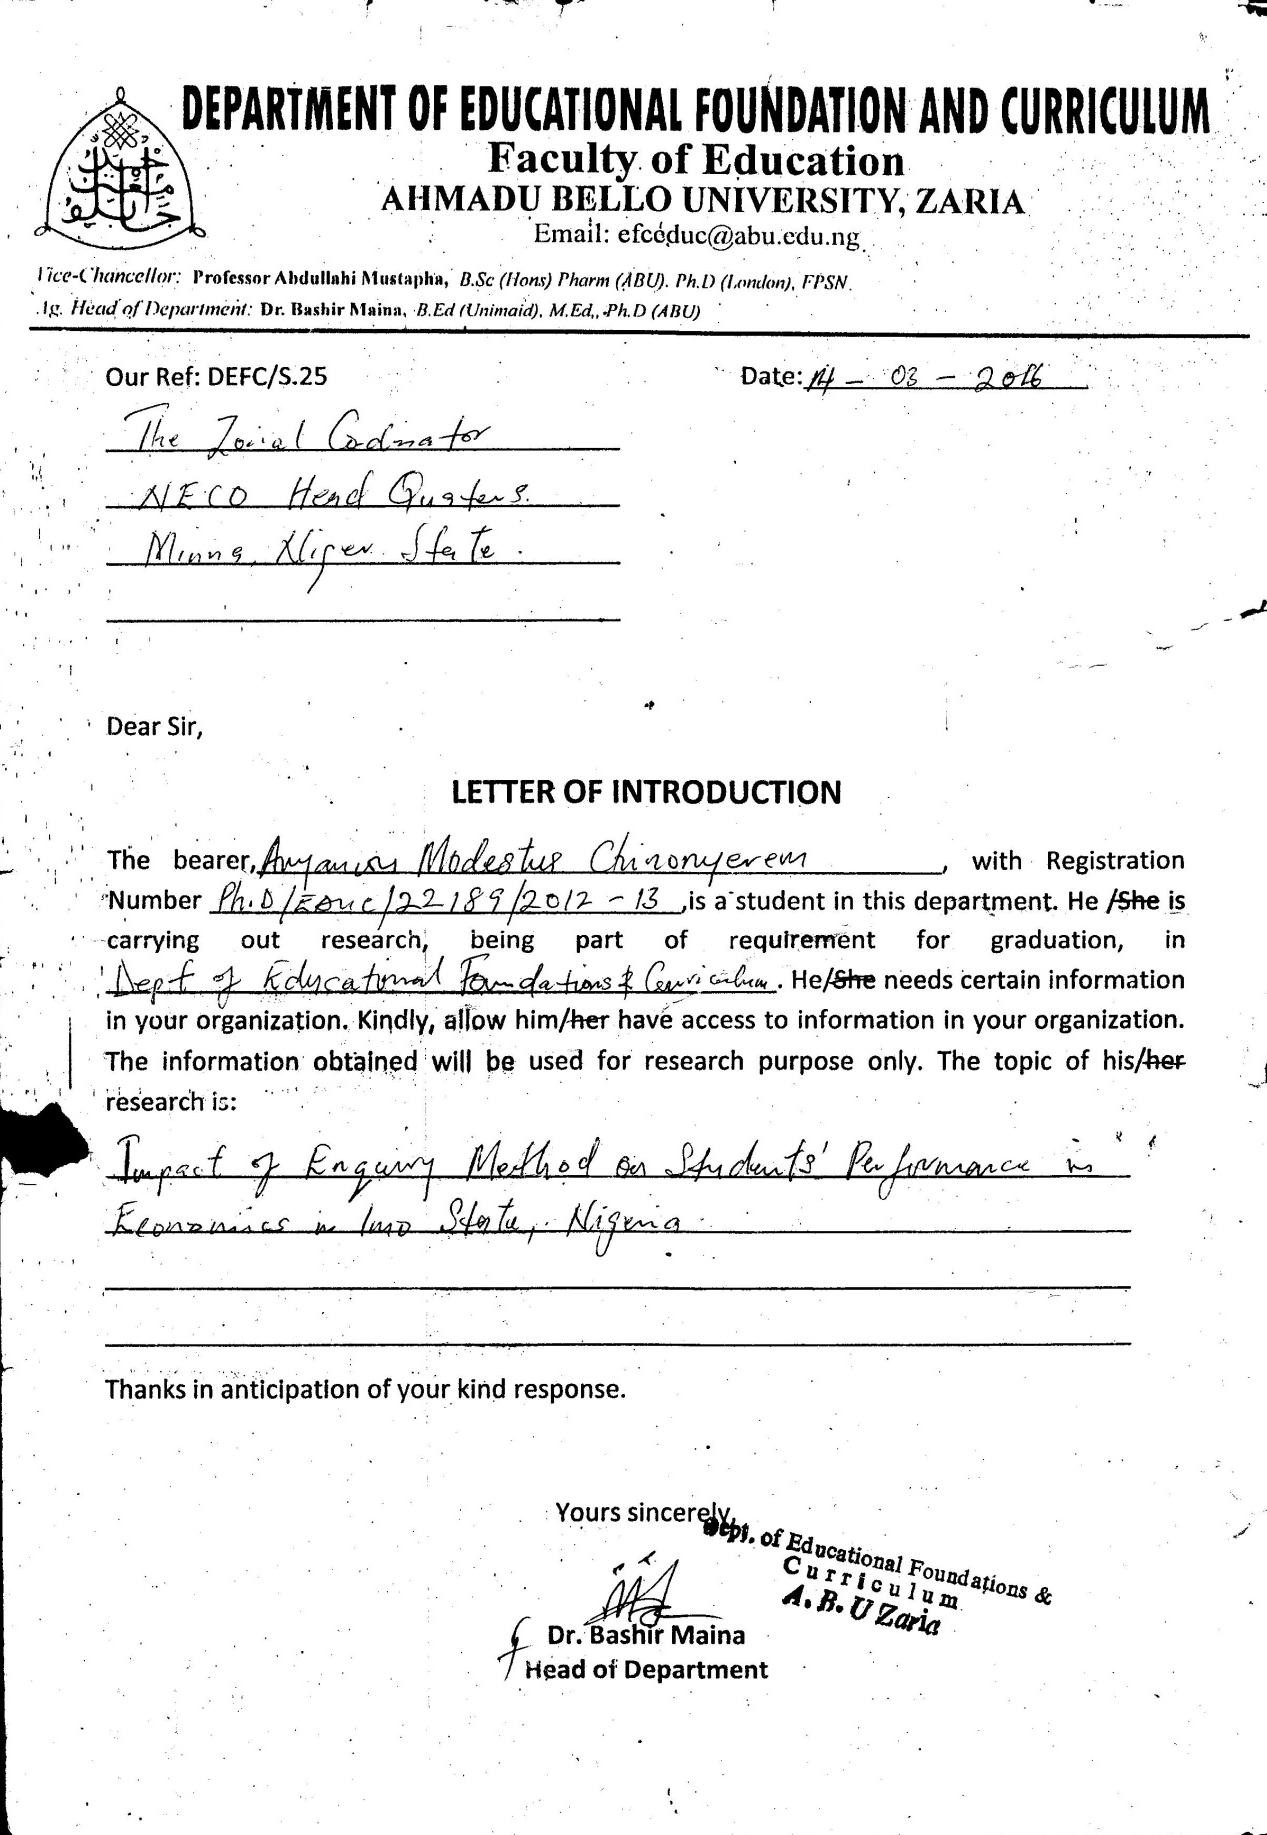 DEPARTMENT OF EDUCATIONAL FOUNDATION AND CURRICULUM
Faculty of Education
AHMADU BELLO UNIVERSITY, ZARIA
Email: efceduc@abu.edu.ng
Vice-Chancellor: Professor Abdullahi Mustapha, B.Sc (Hons) Pharm (ABU). Ph.D (London), FPSN
Ag. Head of Department: Dr. Bashir Maina, B.Ed (Unimaid), M.Ed,, Ph.D (ABU)
Our Ref: DEFC/S.25 Date: 14 - 03 - 2016
The Zonal
NECO Head Quaters.
Minna, Niger State.
Dear Sir,
LETTER OF INTRODUCTION
The bearer, Modestus Chinonyerem, with Registration
Number Ph.D/EDUC/22189/2012-13, is a student in this department. He /She is
carrying out research, being part of requirement for graduation, in
Dept of Educational Foundations & Curriculum. He/She needs certain information
in your organization. Kindly, allow him/her have access to information in your organization.
The information obtained will be used for research purpose only. The topic of his/her
research is:
Impact of Enquiry Method on Students' Performance in
Economics in Imo State, Nigeria
Thanks in anticipation of your kind response.
Yours sincerely,
Dept. of Educational Foundations &
Curriculum
A. B. U Zaria
Dr. Bashir Maina
Head of Department